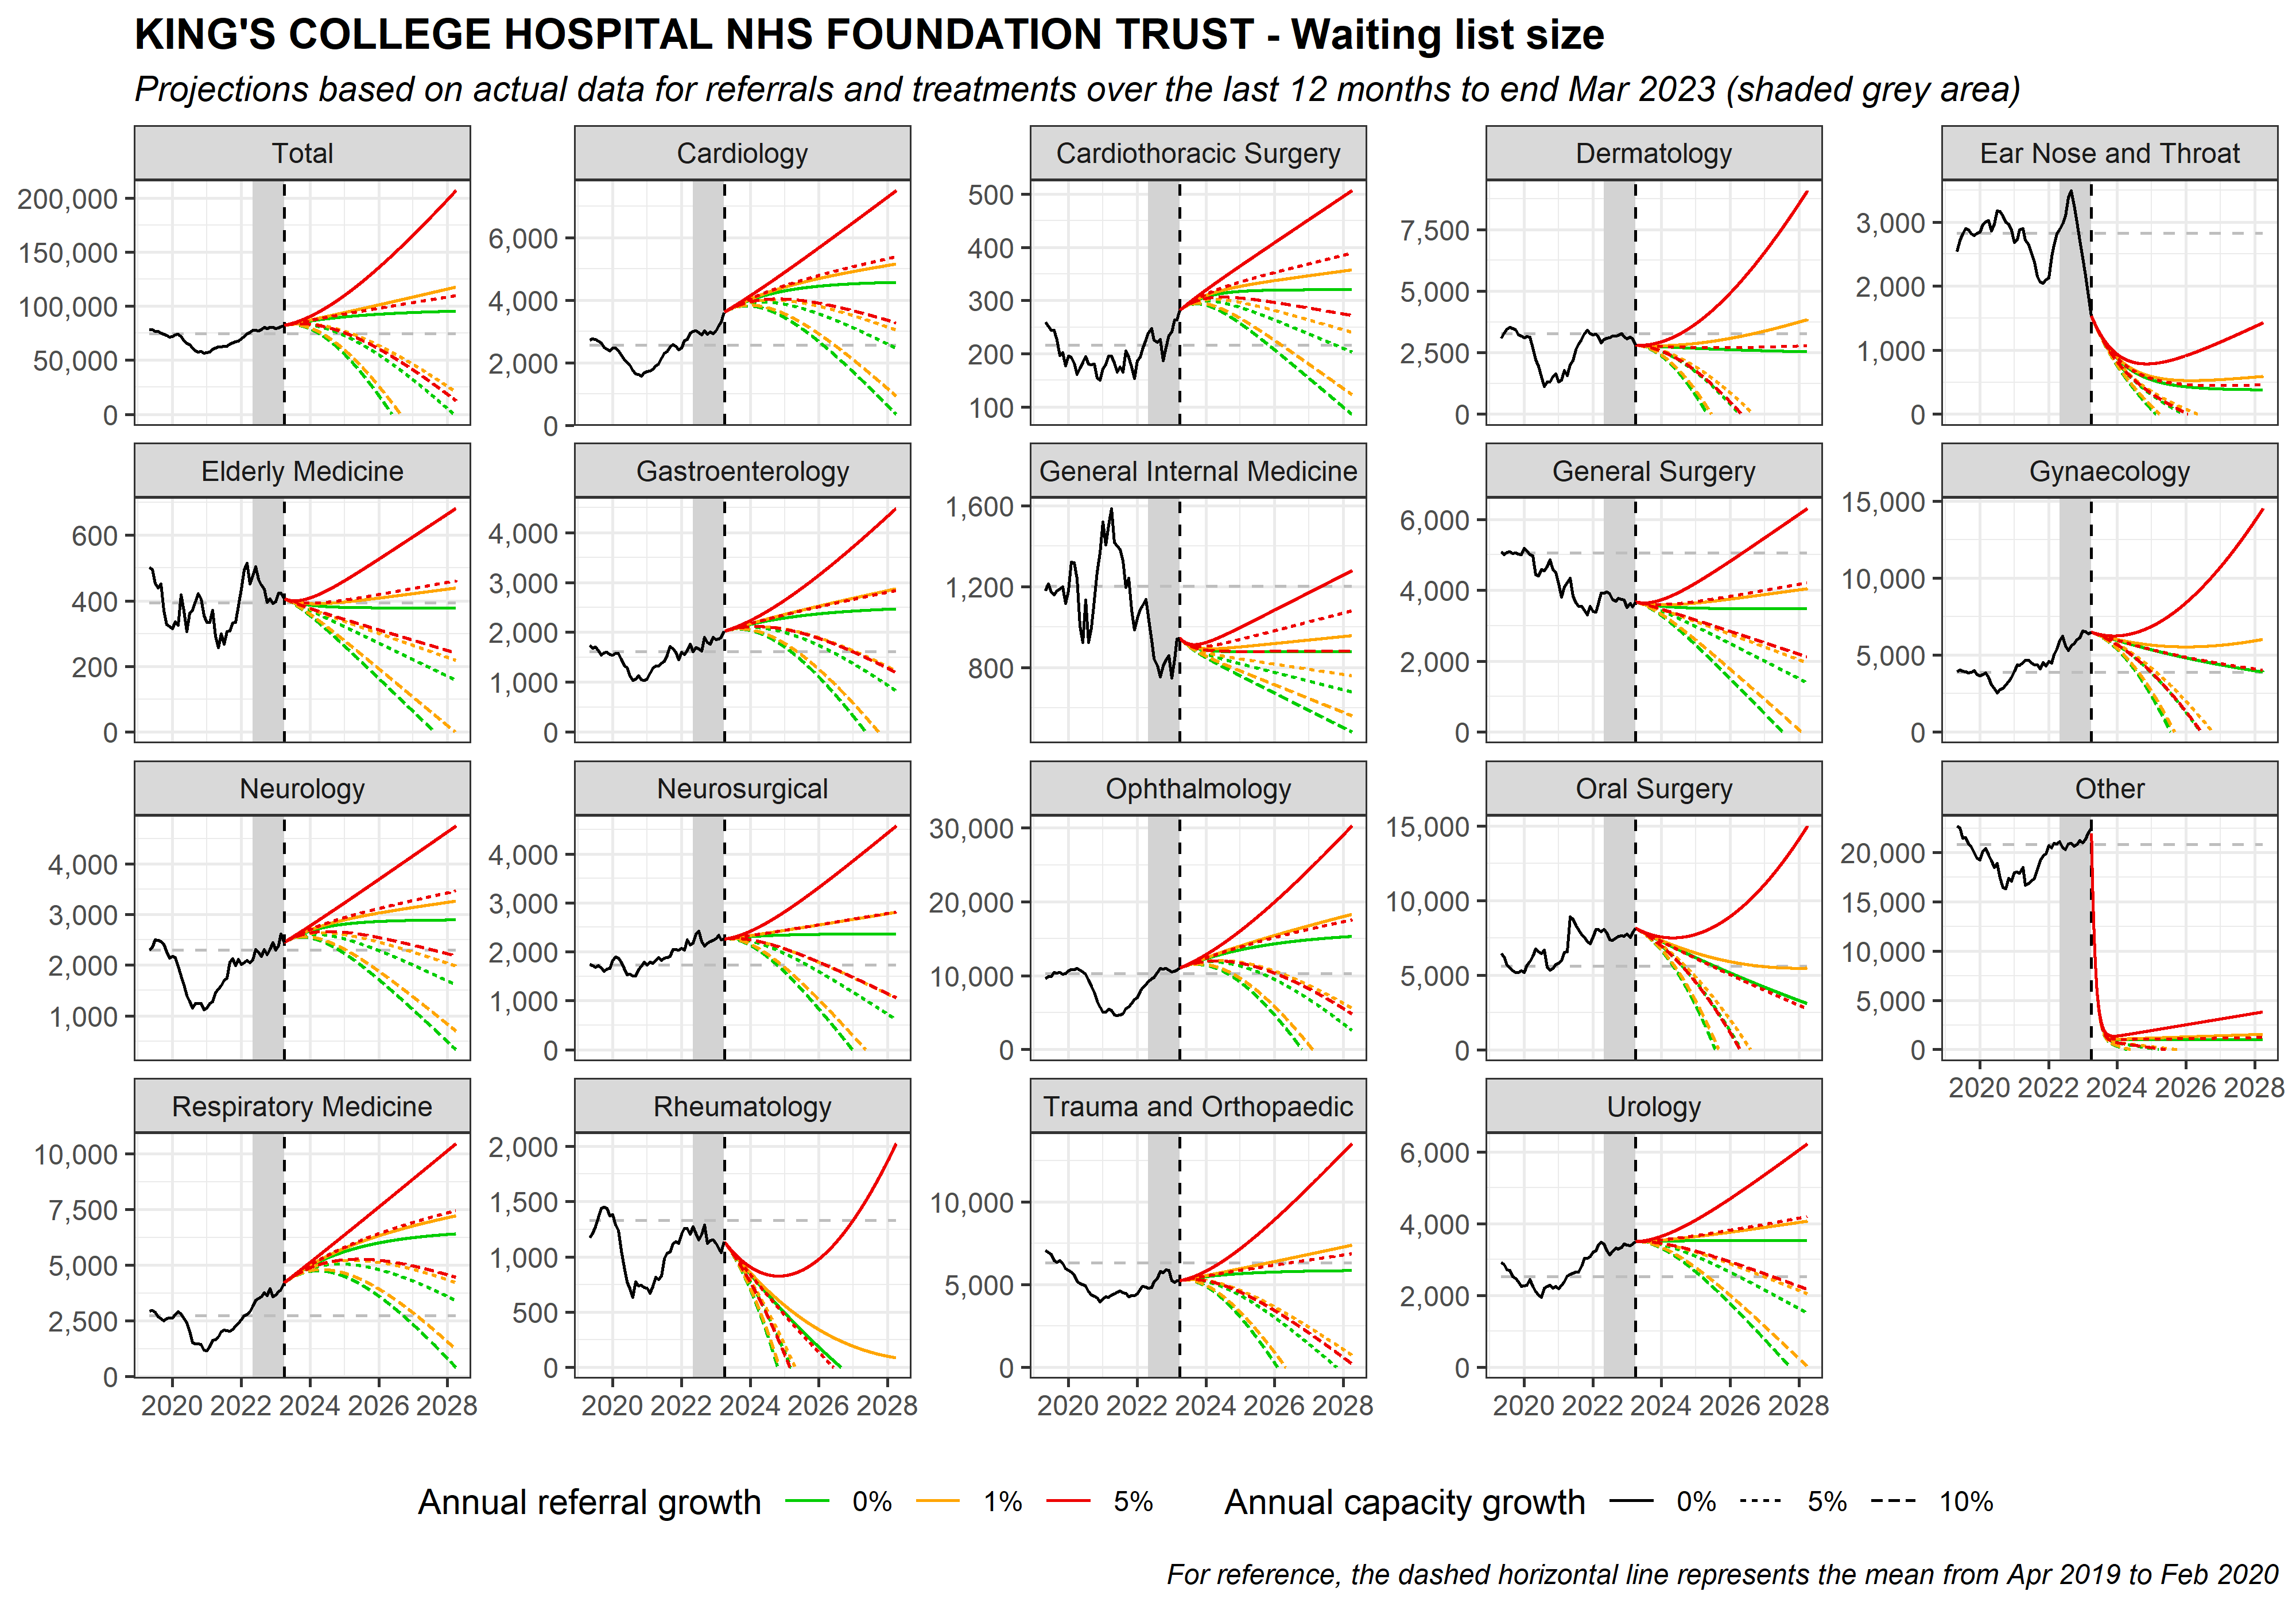 KING'S COLLEGE HOSPITAL NHS FOUNDATION TRUST - Waiting list size
Projections based on actual data for referrals and treatments over the last 12 months to end Mar 2023 (shaded grey area)
Total
200,000
150,000
100,000
50,000
0
Cardiology
6,000
4,000
2,000
0
Cardiothoracic Surgery
500
400
300
200
100
Dermatology
7,500
5,000
2,500
0
Ear Nose and Throat
3,000
2,000
1,000
0
Elderly Medicine
600
400
200
0
Gastroenterology
4,000
3,000
2,000
1,000
0
General Internal Medicine
1,600
1,200
800
General Surgery
6,000
4,000
2,000
0
Gynaecology
15,000
10,000
5,000
0
Neurology
4,000
3,000
2,000
1,000
Neurosurgical
4,000
3,000
2,000
1,000
0
Ophthalmology
30,000
20,000
10,000
0
Oral Surgery
15,000
10,000
5,000
0
Other
20,000
15,000
10,000
5,000
0
2020 2022 2024 2026 2028
Respiratory Medicine
10,000
7,500
5,000
2,500
0
2020 2022 2024 2026 2028
Rheumatology
2,000
1,500
1,000
500
0
2020 2022 2024 2026 2028
Trauma and Orthopaedic
10,000
5,000
0
2020 2022 2024 2026 2028
Urology
6,000
4,000
2,000
0
2020 2022 2024 2026 2028
Annual referral growth 0% 1% 5% Annual capacity growth 0% 5% 10%
For reference, the dashed horizontal line represents the mean from Apr 2019 to Feb 2020